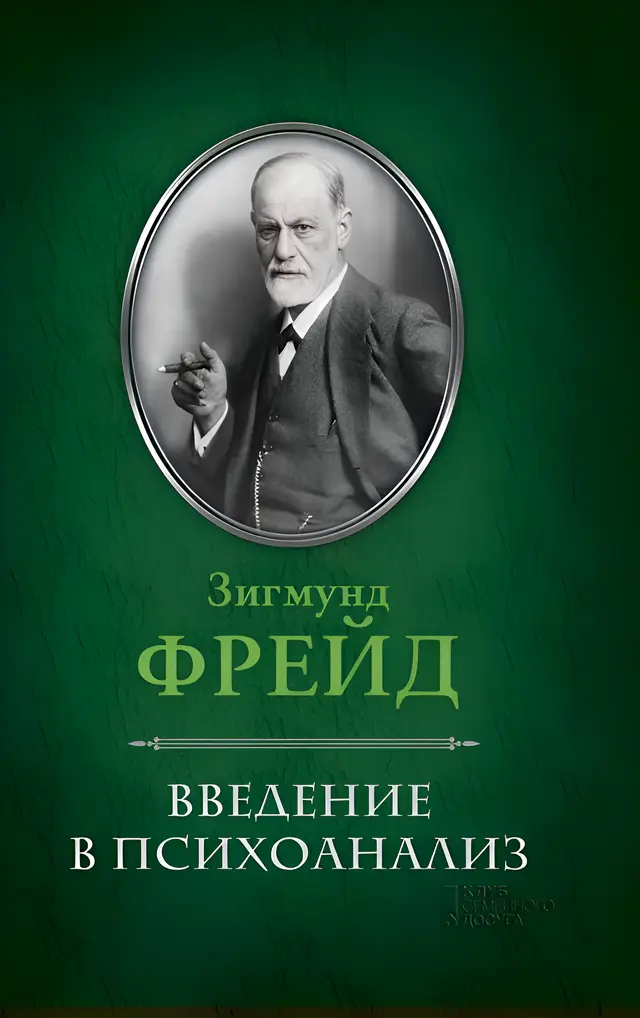 Зигмунд
ФРЕЙД
ВВЕДЕНИЕ
В ПСИХОАНАЛИЗ
КЛУБ
СЕМЕЙНОГО
ДОСУГА